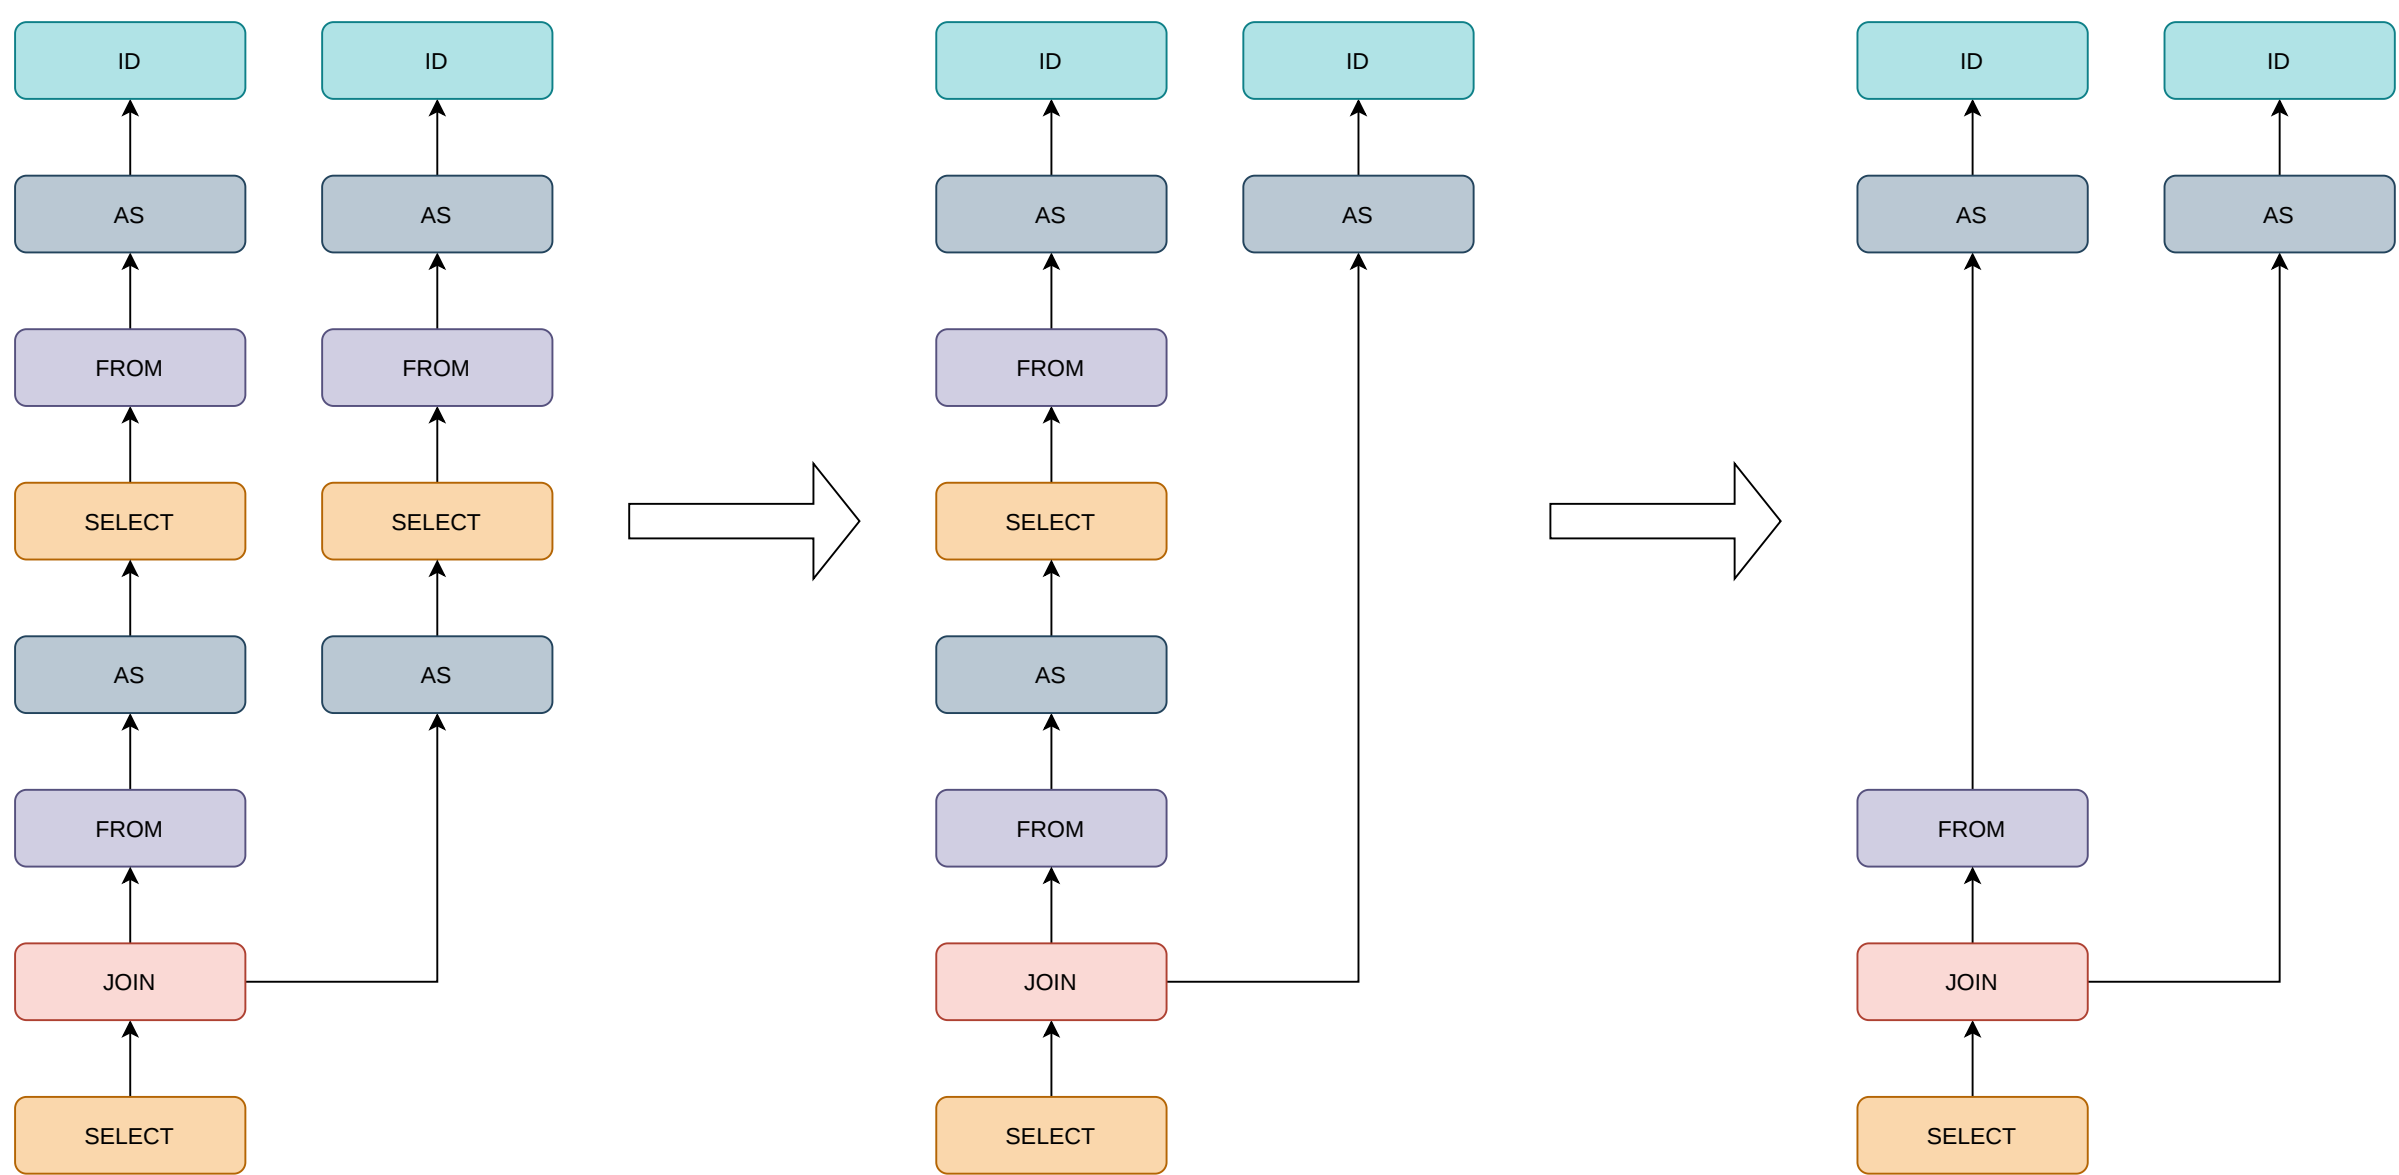 ID
ID
AS
AS
FROM
FROM
SELECT
SELECT
AS
AS
FROM
JOIN
SELECT
ID
ID
AS
AS
FROM
SELECT
AS
FROM
JOIN
SELECT
ID
ID
AS
AS
FROM
JOIN
SELECT